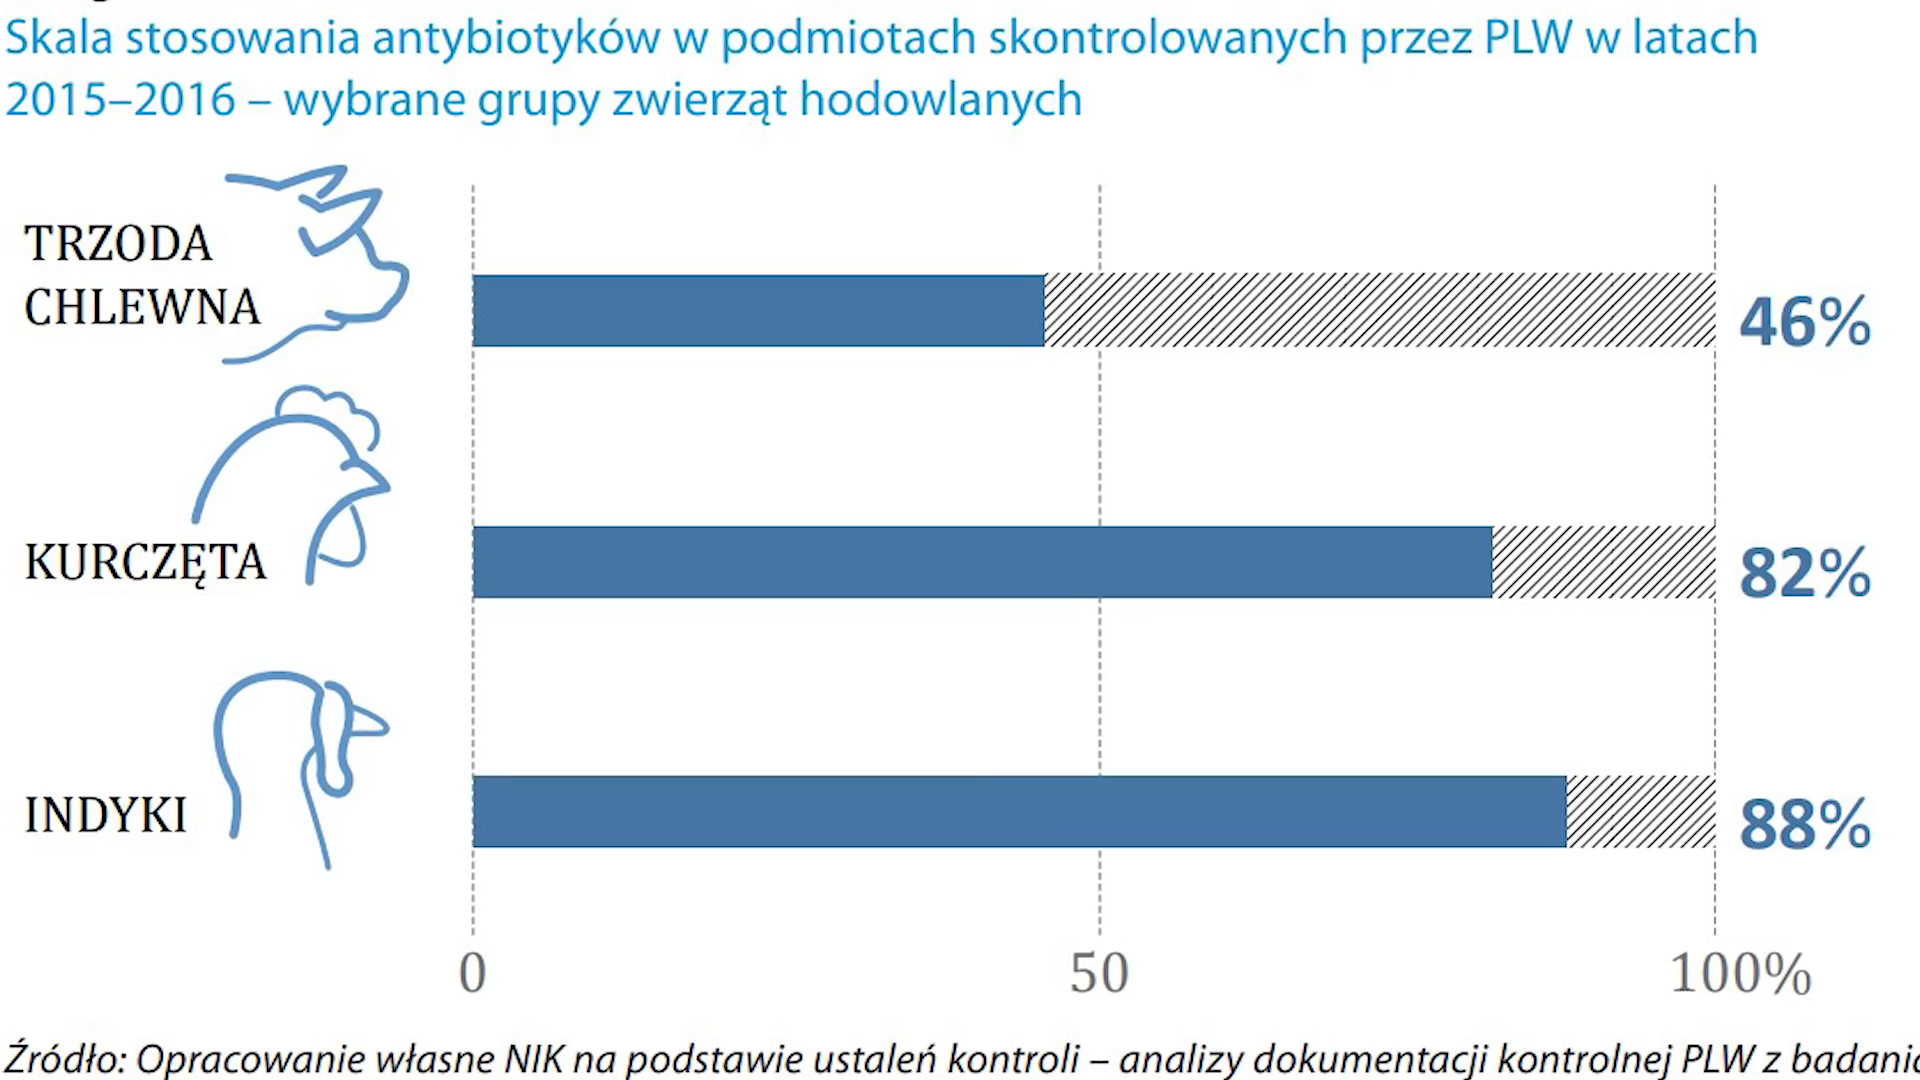 Skala stosowania antybiotyków w podmiotach skontrolowanych przez PLW w latach
2015–2016 – wybrane grupy zwierząt hodowlanych
TRZODA
CHLEWNA
46%
KURCZĘTA
82%
INDYKI
88%
0 50 100%
Źródło: Opracowanie własne NIK na podstawie ustaleń kontroli – analizy dokumentacji kontrolnej PLW z